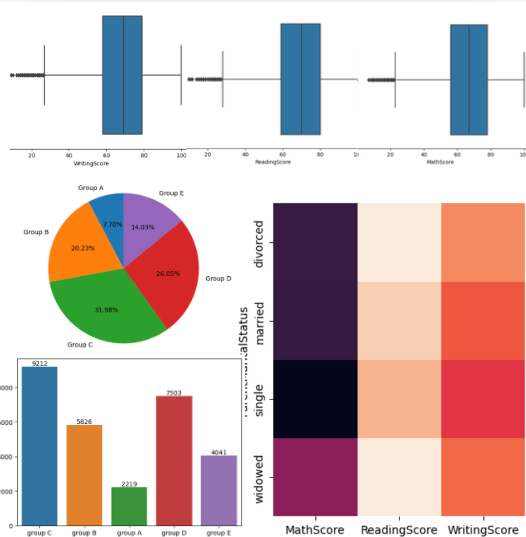 20 40 60 80 100
WritingScore
20 40 60 80
ReadingScore
20 40 60 80
MathScore
Group A
Group E
Group B
Group D
Group C
7.70%
14.03%
20.23%
26.05%
31.98%
9212
5826
2219
7503
4041
0
group C group B group A group D group E
divorced
married
single
widowed
MathScore ReadingScore WritingScore